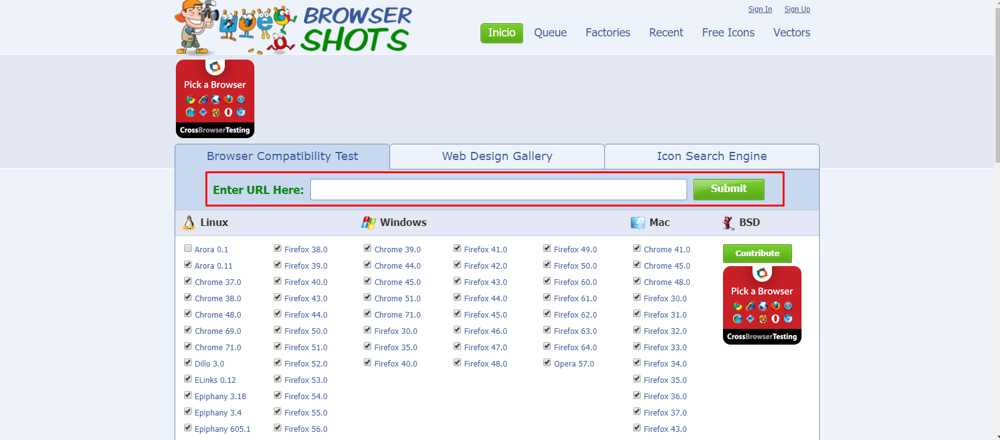 Sign In Sign Up
BROWSER
SHOTS
Inicio Queue Factories Recent Free Icons Vectors
Pick a Browser
CrossBrowserTesting
Browser Compatibility Test Web Design Gallery Icon Search Engine
Enter URL Here: Submit
Linux Windows Mac BSD
Arora 0.1 Firefox 38.0 Chrome 39.0 Firefox 41.0 Firefox 49.0 Chrome 41.0 Contribute
Arora 0.11 Firefox 39.0 Chrome 44.0 Firefox 42.0 Firefox 50.0 Chrome 45.0
Chrome 37.0 Firefox 40.0 Chrome 45.0 Firefox 43.0 Firefox 60.0 Chrome 48.0
Pick a Browser
Chrome 38.0 Firefox 43.0 Chrome 51.0 Firefox 44.0 Firefox 61.0 Firefox 30.0
Chrome 48.0 Firefox 44.0 Chrome 71.0 Firefox 45.0 Firefox 62.0 Firefox 31.0
Chrome 69.0 Firefox 50.0 Firefox 30.0 Firefox 46.0 Firefox 63.0 Firefox 32.0
CrossBrowserTesting
Chrome 71.0 Firefox 51.0 Firefox 35.0 Firefox 47.0 Firefox 64.0 Firefox 33.0
Dillo 3.0 Firefox 52.0 Firefox 40.0 Firefox 48.0 Opera 57.0 Firefox 34.0
ELinks 0.12 Firefox 53.0 Firefox 35.0
Epiphany 3.18 Firefox 54.0 Firefox 36.0
Epiphany 3.4 Firefox 55.0 Firefox 37.0
Epiphany 605.1 Firefox 56.0 Firefox 43.0